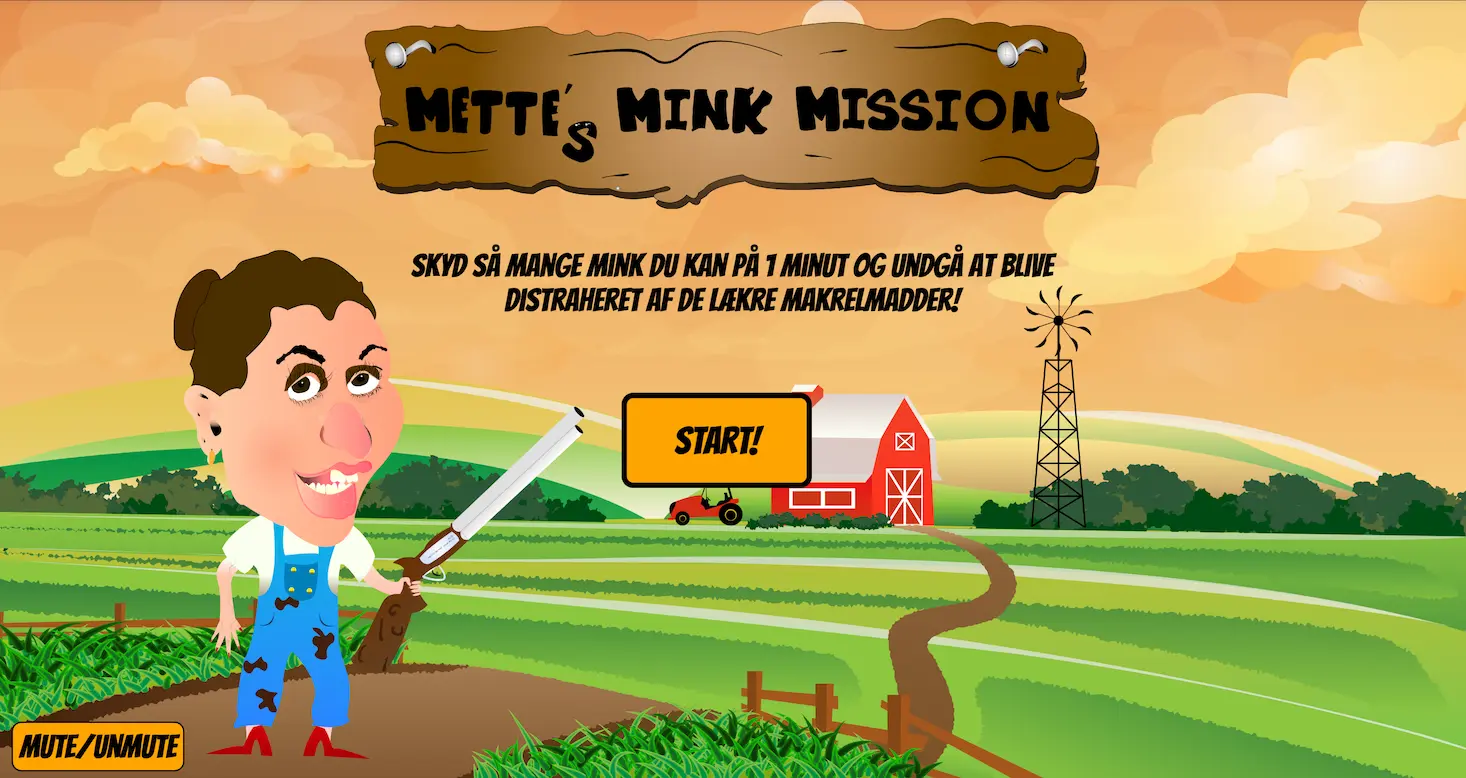 METTE'S MINK MISSION
SKYD SÅ MANGE MINK DU KAN PÅ 1 MINUT OG UNDGÅ AT BLIVE
DISTRAHERET AF DE LÆKRE MAKRELMADDER!
START!
MUTE/UNMUTE